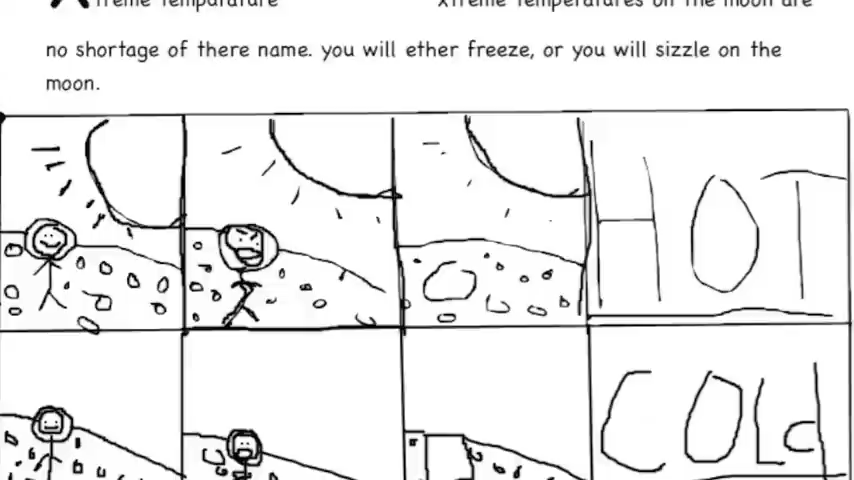 treme temparature xtreme temperatures on the moon are
no shortage of there name. you will ether freeze, or you will sizzle on the
moon.
HOT
COLd